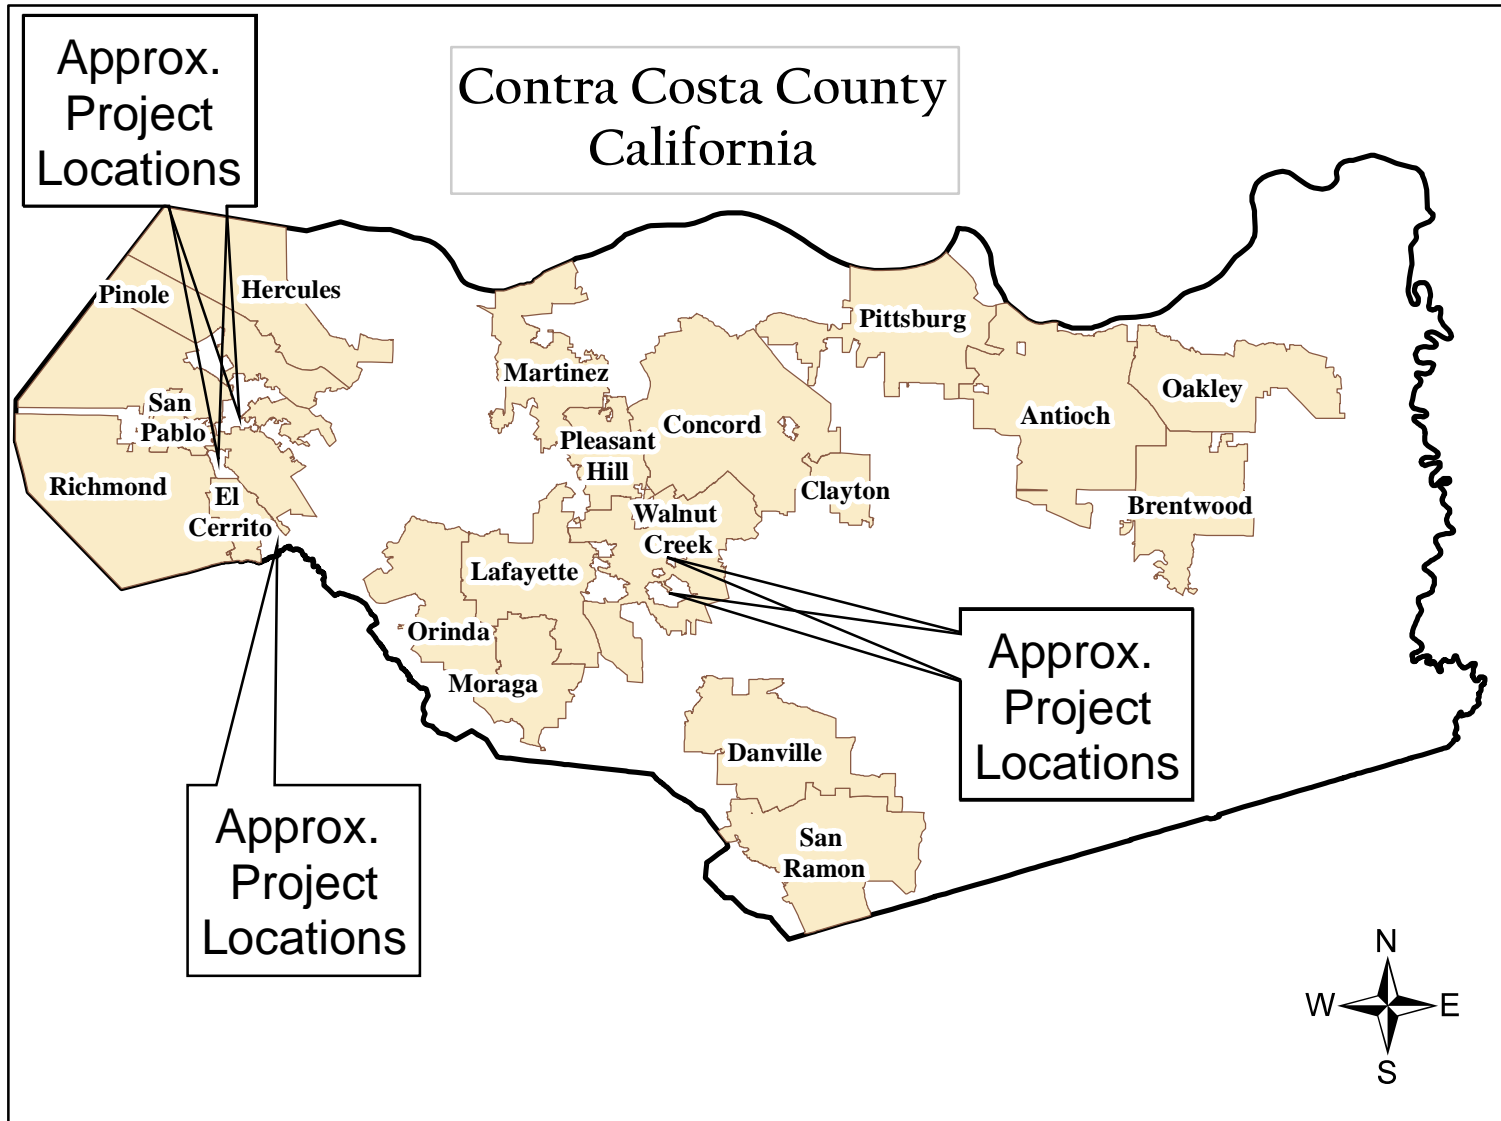 Approx.
Project
Locations
Contra Costa County
California
Pinole
Hercules
San
Pablo
Richmond
El
Cerrito
Martinez
Pleasant
Hill
Concord
Clayton
Walnut
Creek
Lafayette
Orinda
Moraga
Pittsburg
Antioch
Oakley
Brentwood
Danville
San
Ramon
Approx.
Project
Locations
Approx.
Project
Locations
N
W
E
S